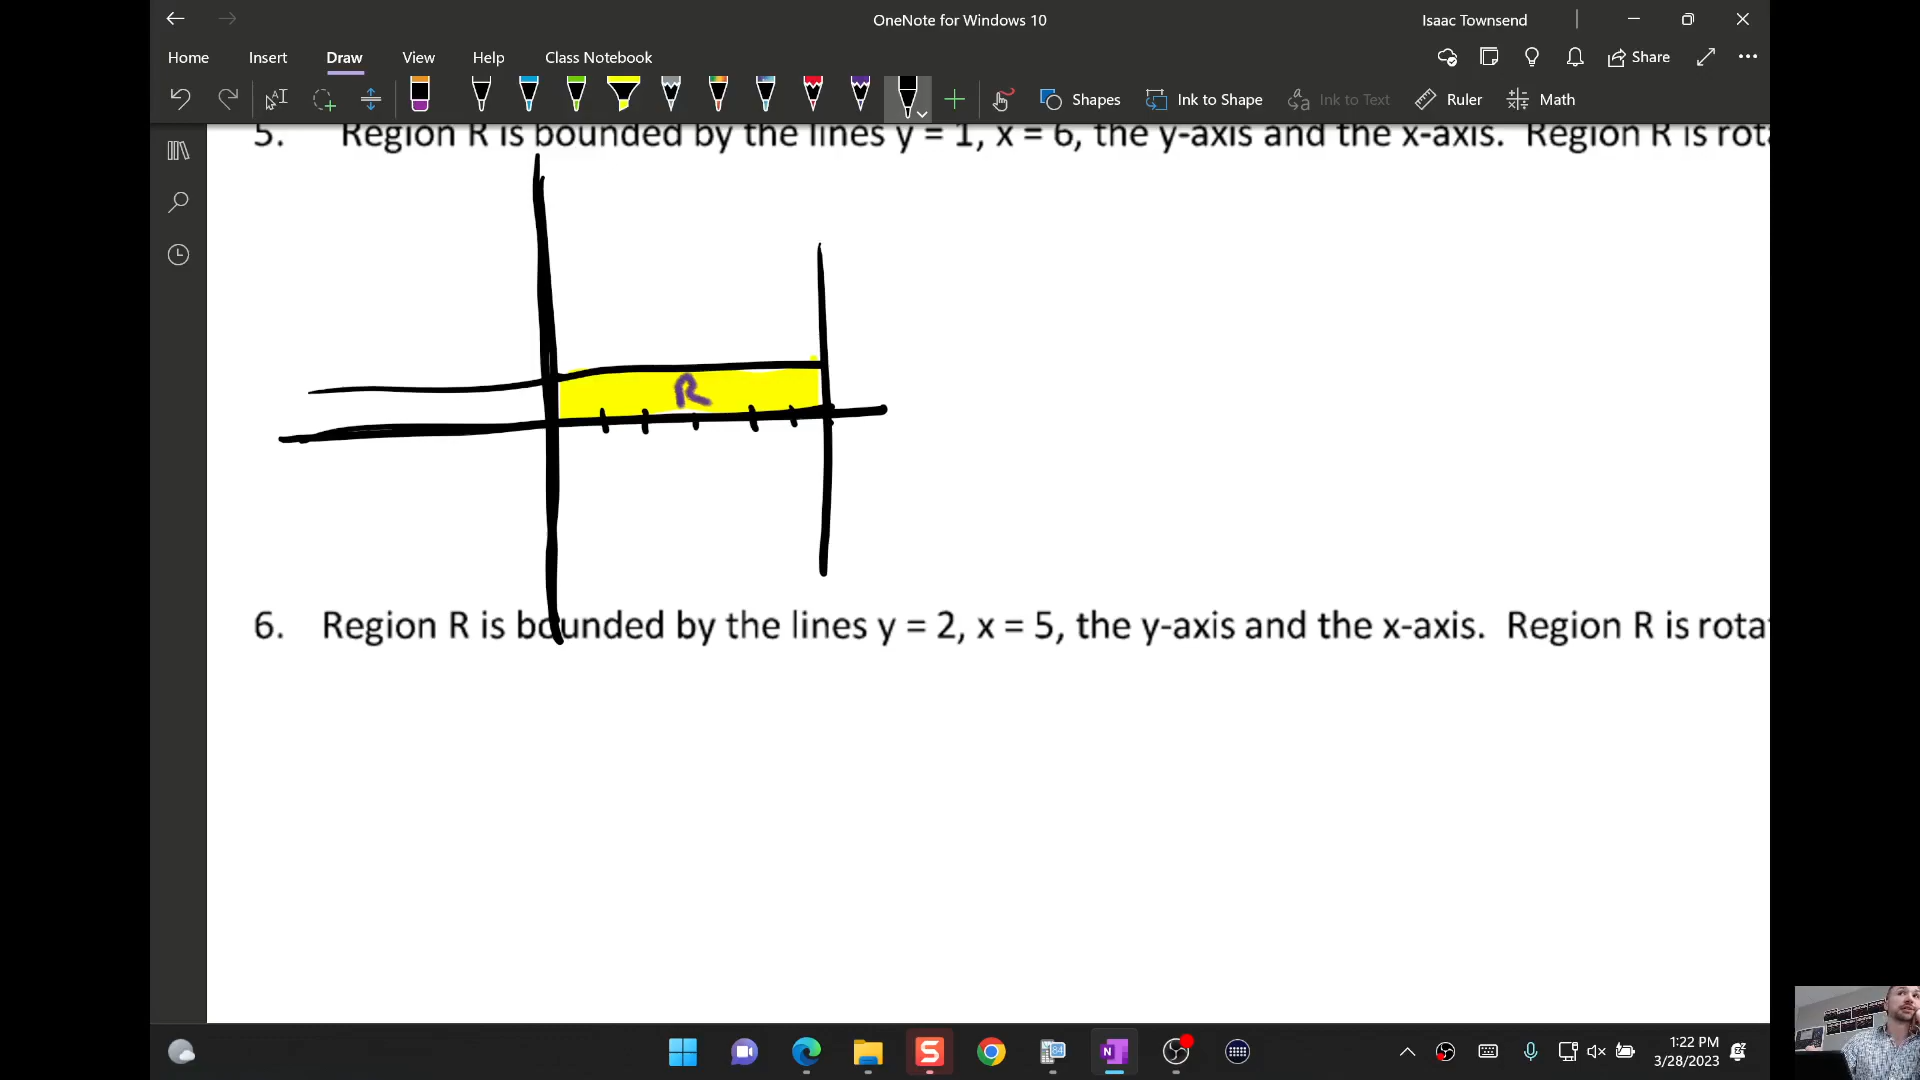 OneNote for Windows 10
Isaac Townsend
Home Insert Draw View Help Class Notebook
Share
Shapes Ink to Shape Ink to Text Ruler Math
5. Region R is bounded by the lines y = 1, x = 6, the y-axis and the x-axis. Region R is rota
R
6. Region R is bounded by the lines y = 2, x = 5, the y-axis and the x-axis. Region R is rota
1:22 PM
3/28/2023